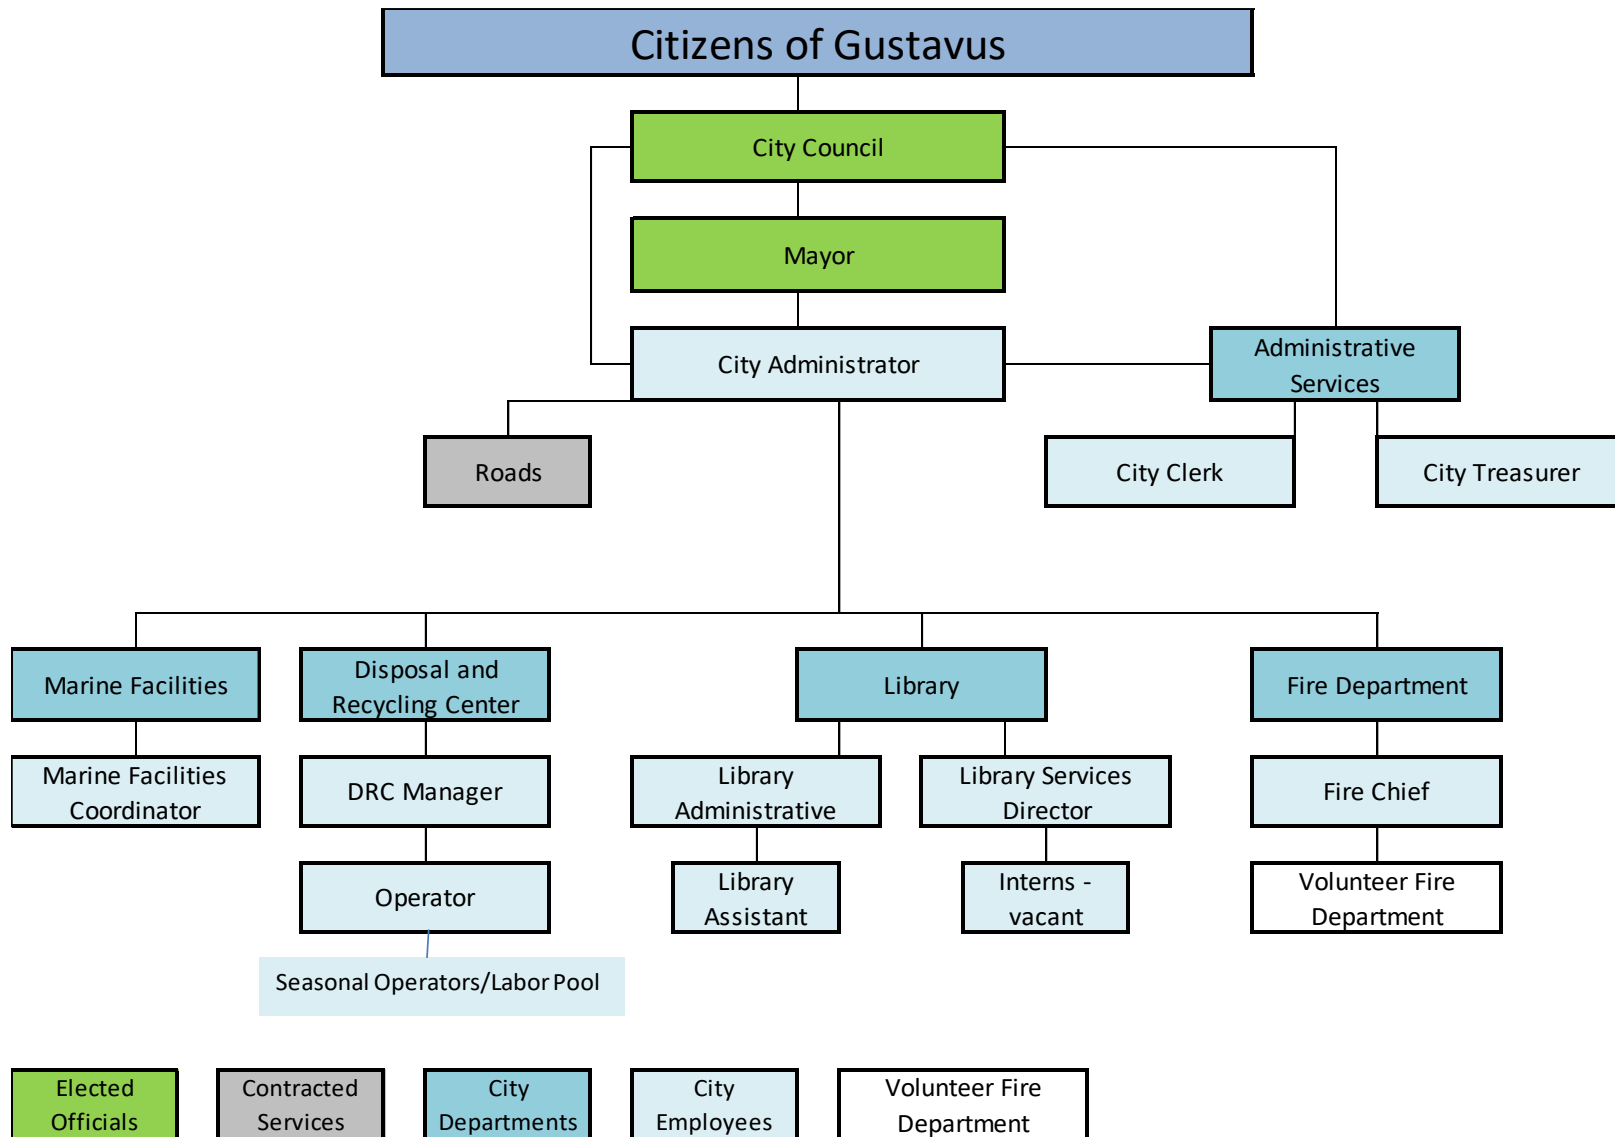 Citizens of Gustavus
City Council
Mayor
City Administrator
Administrative
Services
Roads
City Clerk
City Treasurer
Marine Facilities
Disposal and
Recycling Center
Library
Fire Department
Marine Facilities
Coordinator
DRC Manager
Library
Administrative
Library Services
Director
Fire Chief
Operator
Library
Assistant
Interns -
vacant
Volunteer Fire
Department
Seasonal Operators/Labor Pool
Elected
Officials
Contracted
Services
City
Departments
City
Employees
Volunteer Fire
Department